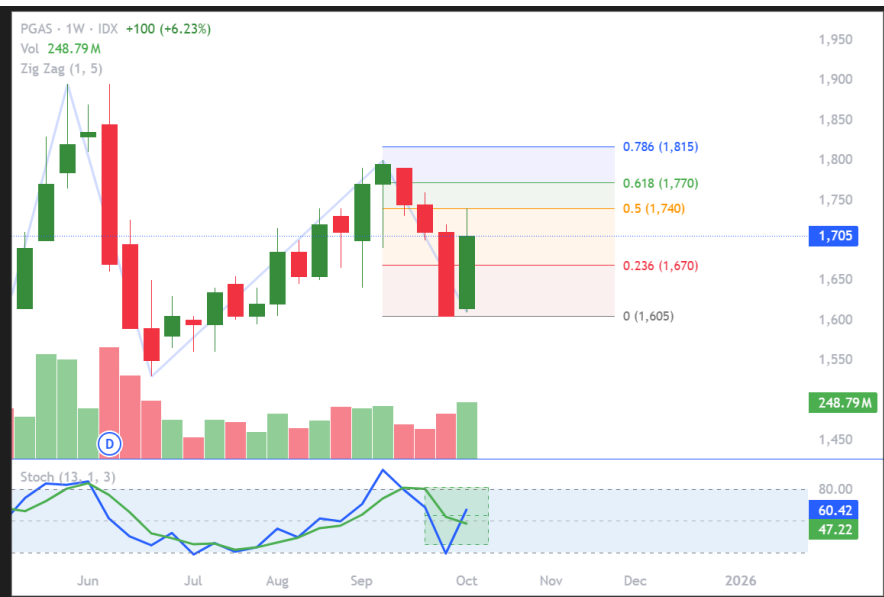 PGAS · 1W · IDX +100 (+6.23%)
Vol 248.79 M
Zig Zag (1, 5)
1,950
1,900
1,850
0.786 (1,815)
1,800
0.618 (1,770)
1,750
0.5 (1,740)
1,705
0.236 (1,670)
1,650
0 (1,605)
1,600
1,550
248.79 M
1,450
D
Stoch (13, 1, 3)
80.00
60.42
47.22
Jun Jul Aug Sep Oct Nov Dec 2026